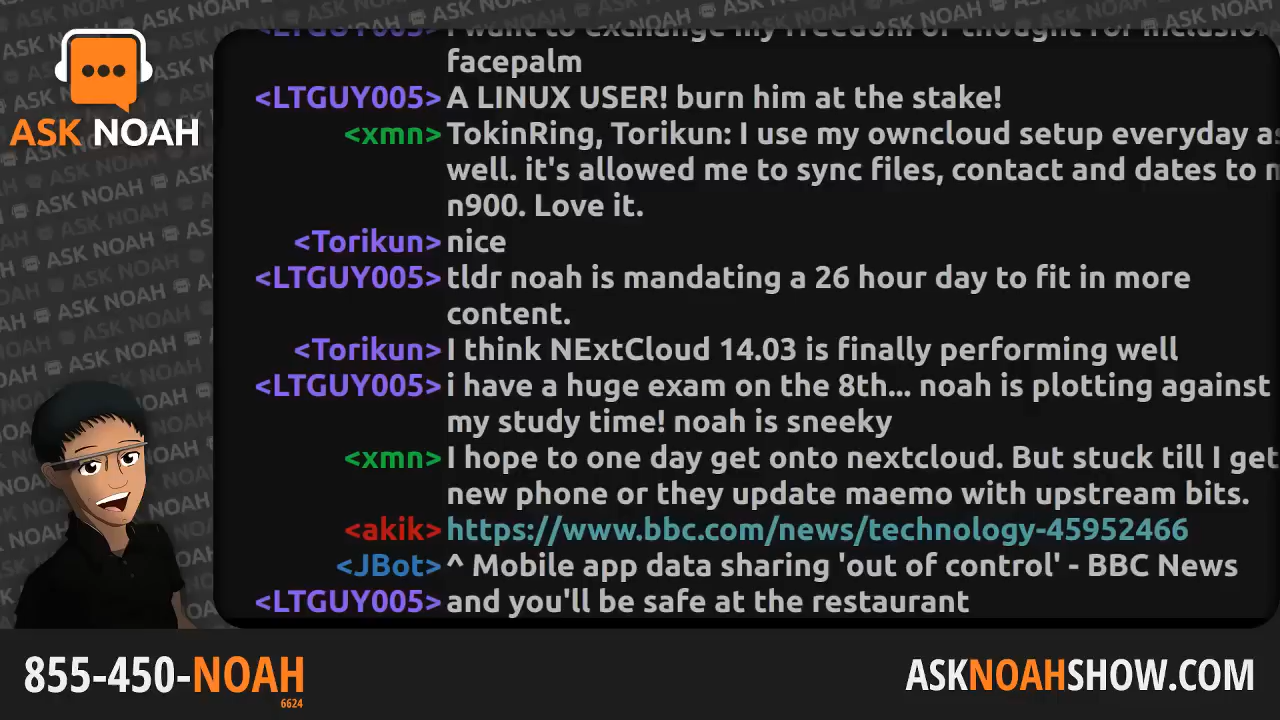 ASK NOAH
facepalm
<LTGUY005> A LINUX USER! burn him at the stake!
<xmn> TokinRing, Torikun: I use my owncloud setup everyday as
well. it's allowed me to sync files, contact and dates to m
n900. Love it.
<Torikun> nice
<LTGUY005> tldr noah is mandating a 26 hour day to fit in more
content.
<Torikun> I think NExtCloud 14.03 is finally performing well
<LTGUY005> i have a huge exam on the 8th... noah is plotting against
my study time! noah is sneeky
<xmn> I hope to one day get onto nextcloud. But stuck till I get
new phone or they update maemo with upstream bits.
<akik> https://www.bbc.com/news/technology-45952466
<JBot> ^ Mobile app data sharing 'out of control' - BBC News
<LTGUY005> and you'll be safe at the restaurant
855-450-NOAH
6624
ASKNOAHSHOW.COM